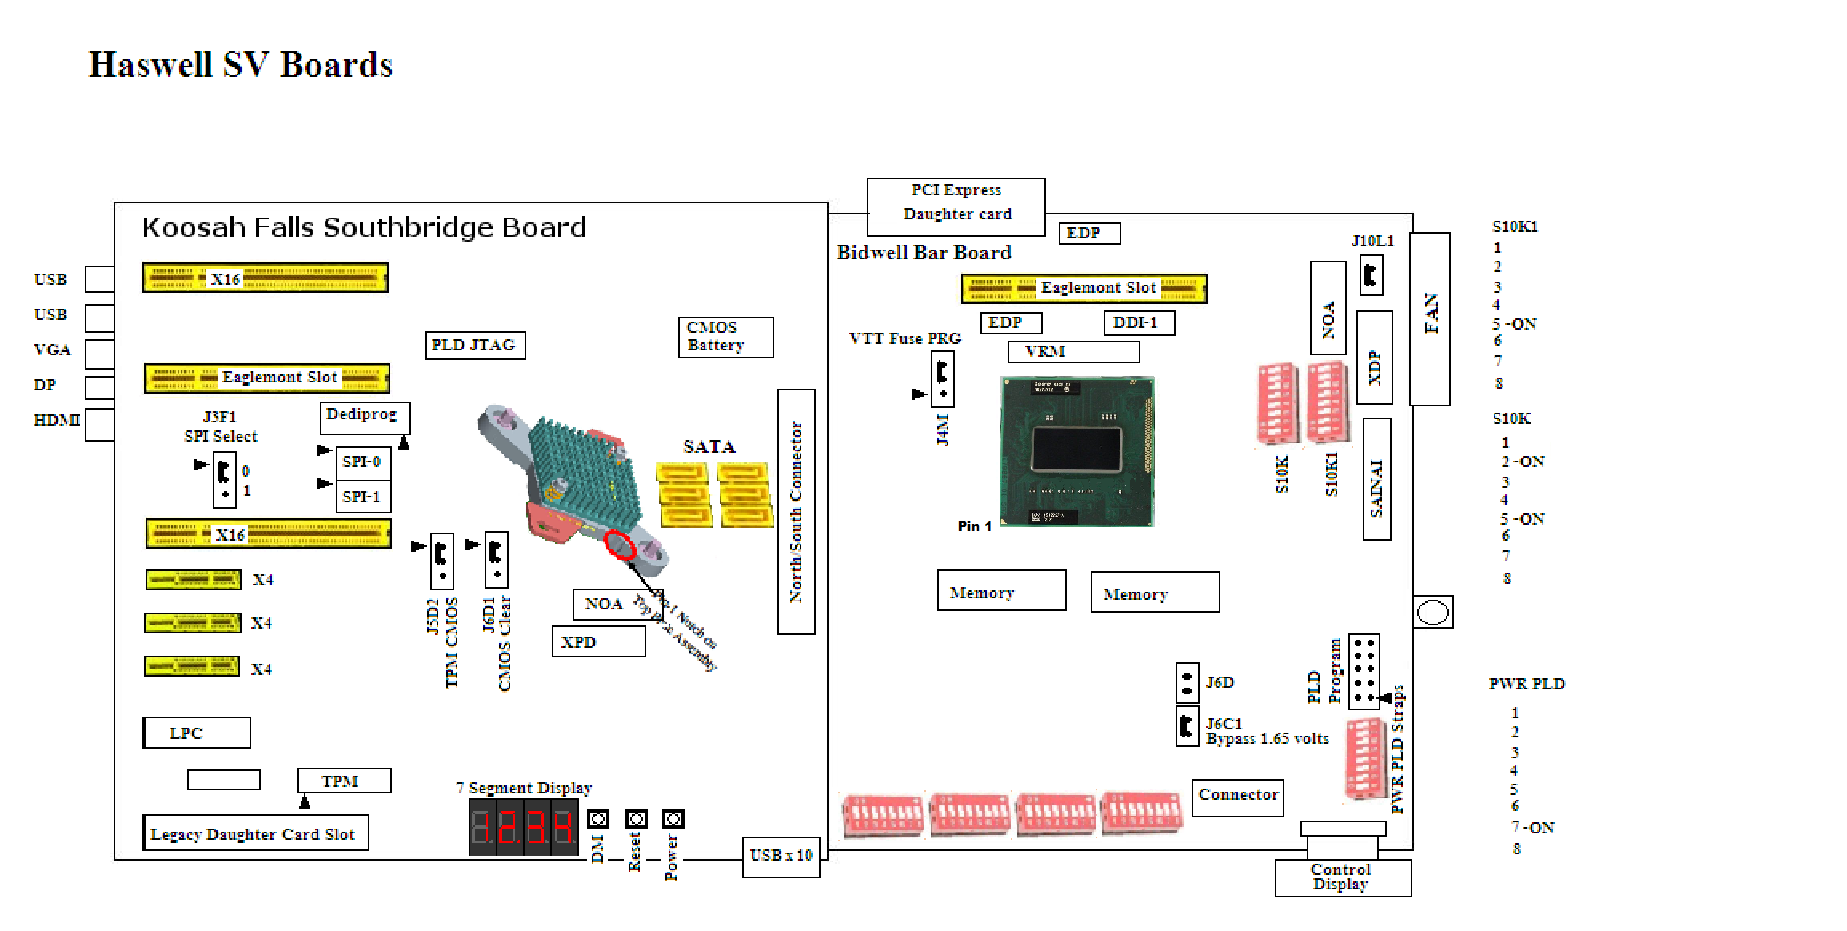 Haswell SV Boards
PCI Express
Daughter card
Koosah Falls Southbridge Board
EDP
Bidwell Bar Board
J10L1
USB
USB
VGA
DP
HDMI
X16
PLD JTAG
CMOS
Battery
Eaglemont Slot
Dediprog
J3F1
SPI Select
0
1
SPI-0
SPI-1
X16
X4
X4
X4
J5D2
TPM CMOS
J6D1
CMOS Clear
SATA
NOA
XPD
Notch on
Top
Assembly
North/South Connector
LPC
TPM
Legacy Daughter Card Slot
7 Segment Display
DM
Reset
Power
USB x 10
Eaglemont Slot
EDP
DDI-1
VTT Fuse PRG
VRM
J4M
Pin 1
NOA
XDP
FAN
S10K
S10K1
SAINAI
Memory
Memory
J6D
J6C1
Bypass 1.65 volts
PLD
Program
PWR PLD Straps
Connector
Control
Display
S10K1
1
2
3
4
5 -ON
6
7
8
S10K
1
2 -ON
3
4
5 -ON
6
7
8
PWR PLD
1
2
3
4
5
6
7 -ON
8